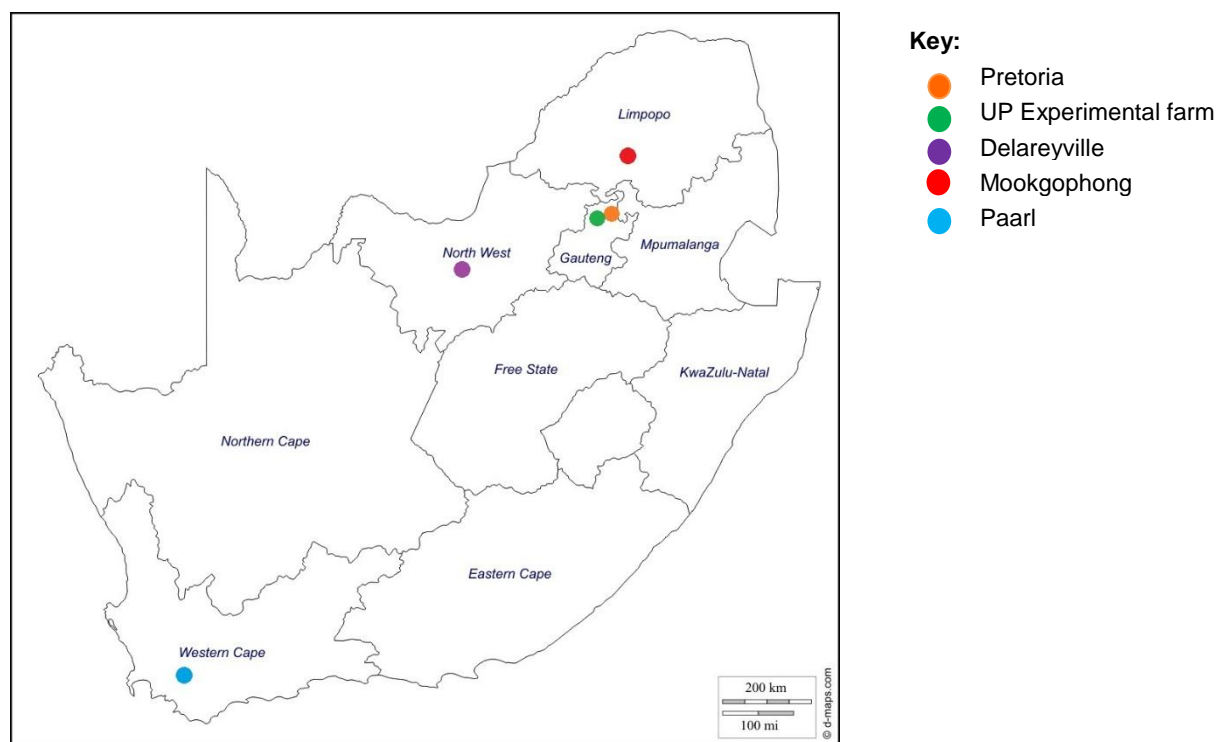 Key:
Pretoria
UP Experimental farm
Delareyville
Mookgophong
Paarl
Limpopo
North West
Gauteng
Mpumalanga
Free State
KwaZulu-Natal
Northern Cape
Eastern Cape
Western Cape
200 km
100 mi
© d-maps.com